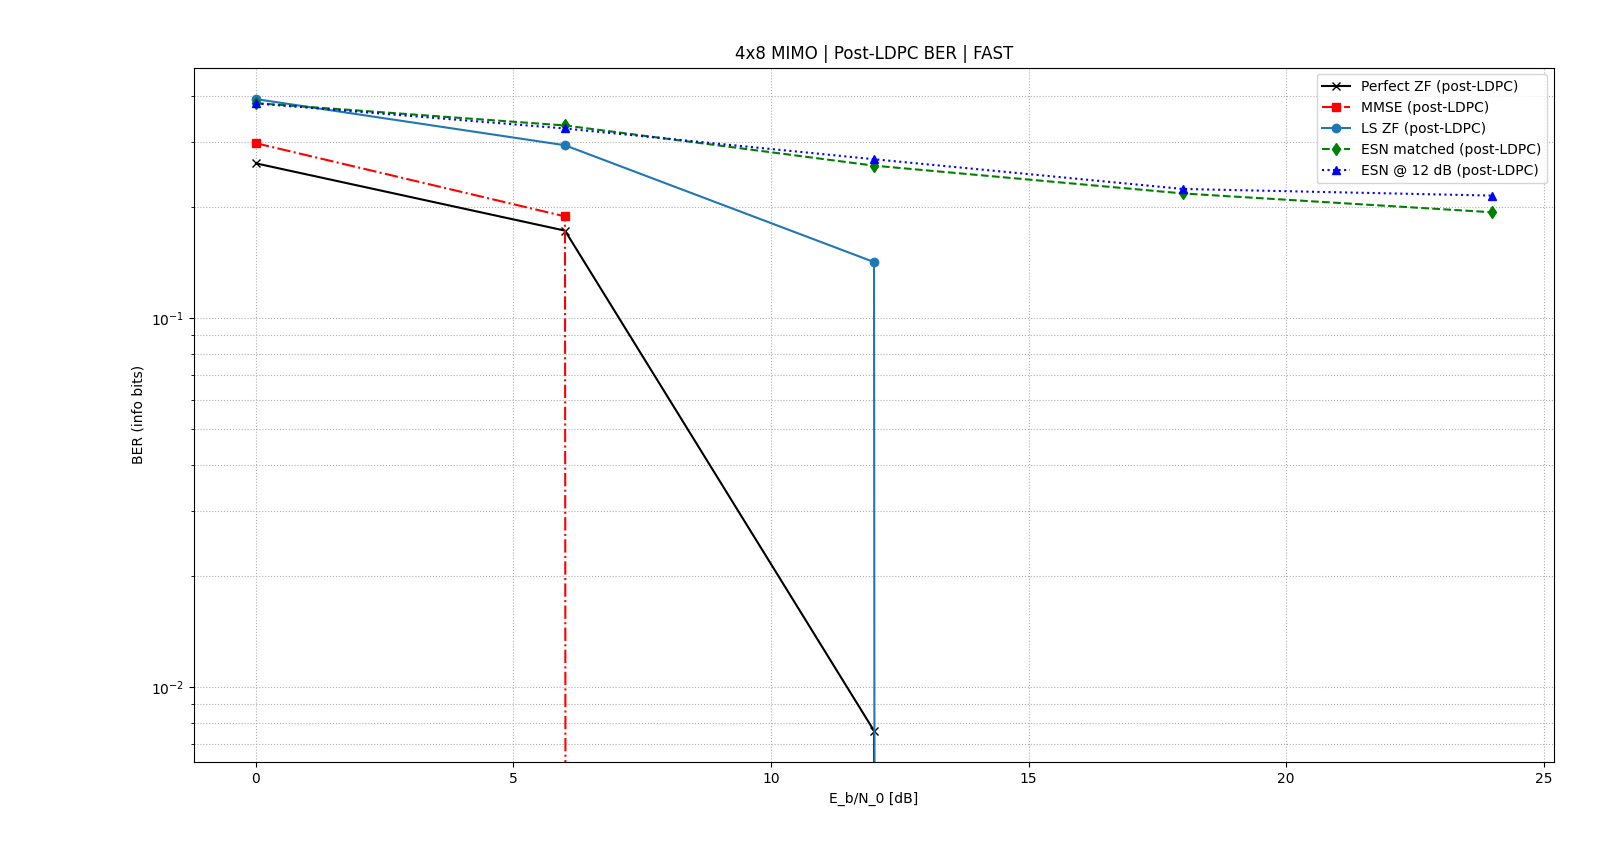 4x8 MIMO | Post-LDPC BER | FAST
Perfect ZF (post-LDPC)
MMSE (post-LDPC)
LS ZF (post-LDPC)
ESN matched (post-LDPC)
ESN @ 12 dB (post-LDPC)
BER (info bits)
10⁻¹
10⁻²
0 5 10 15 20 25
E_b/N_0 [dB]